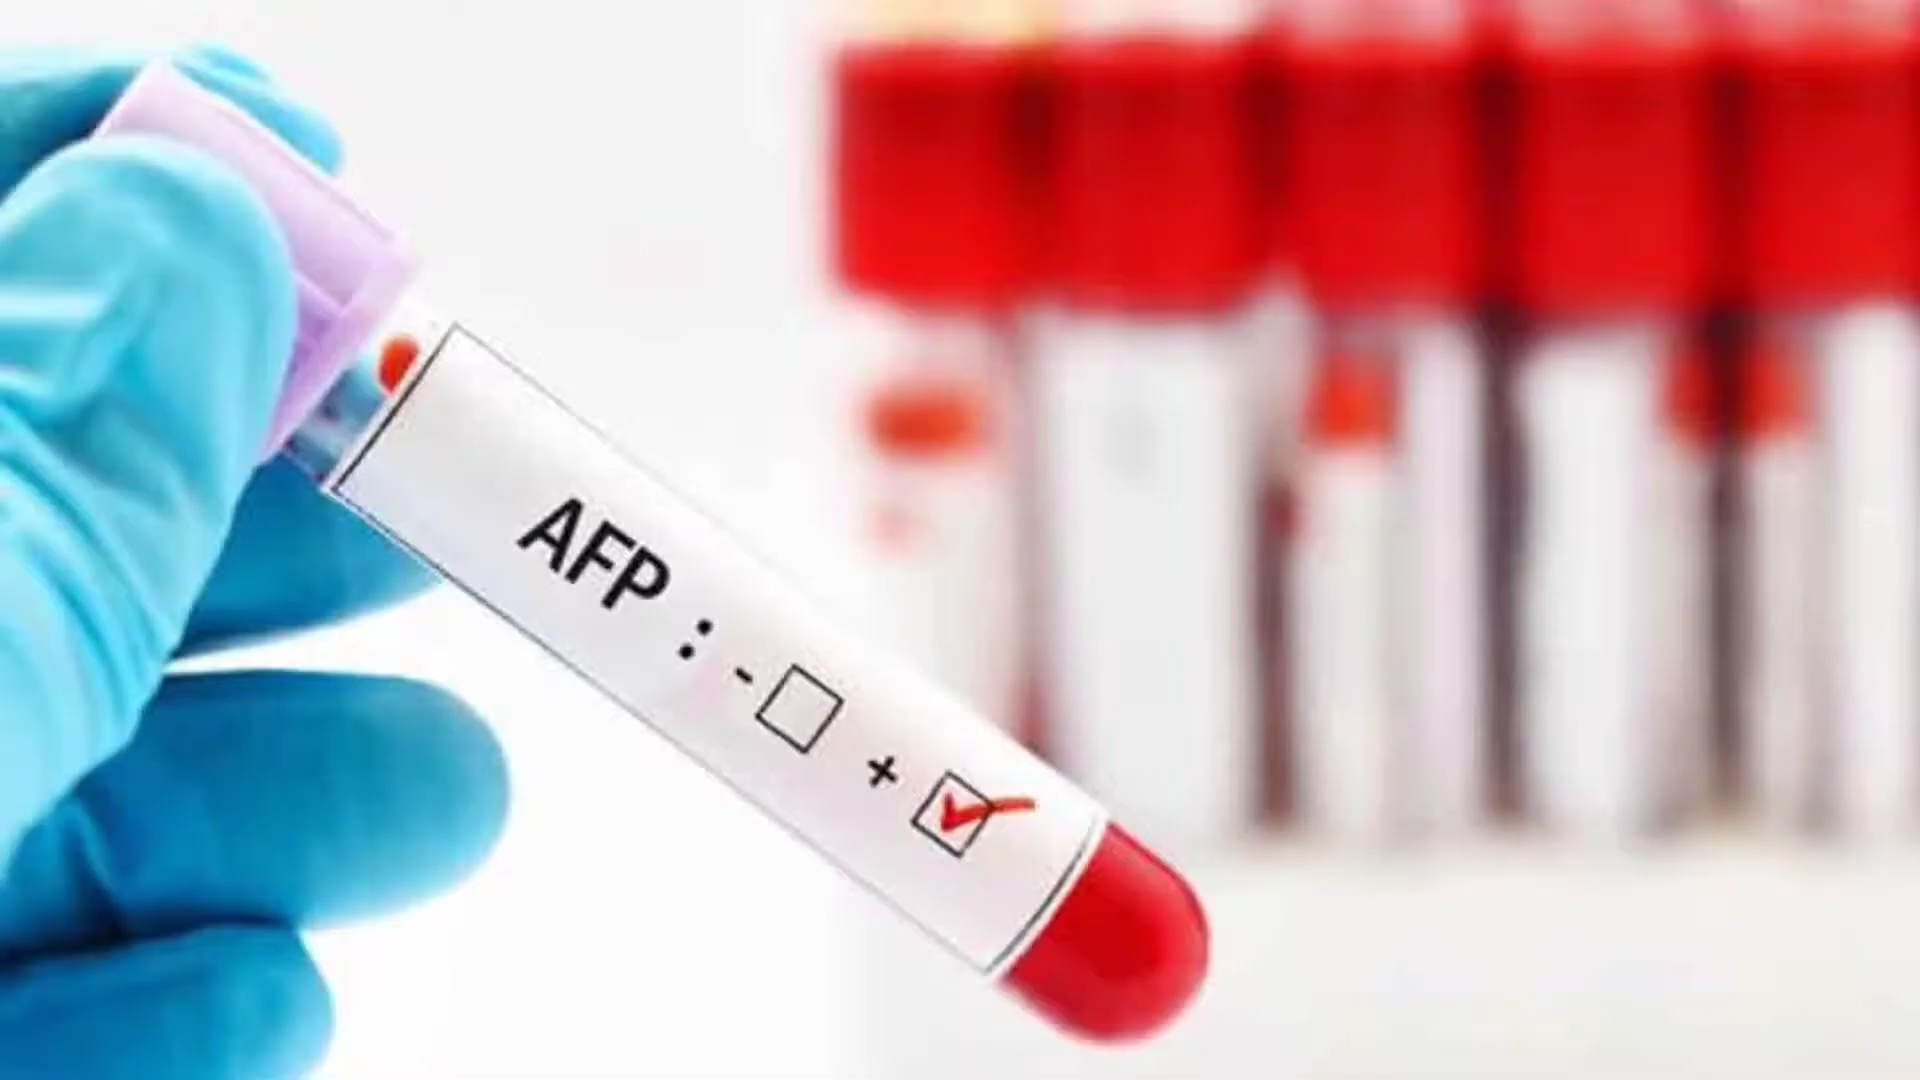 AFP : - ☐ + ☑